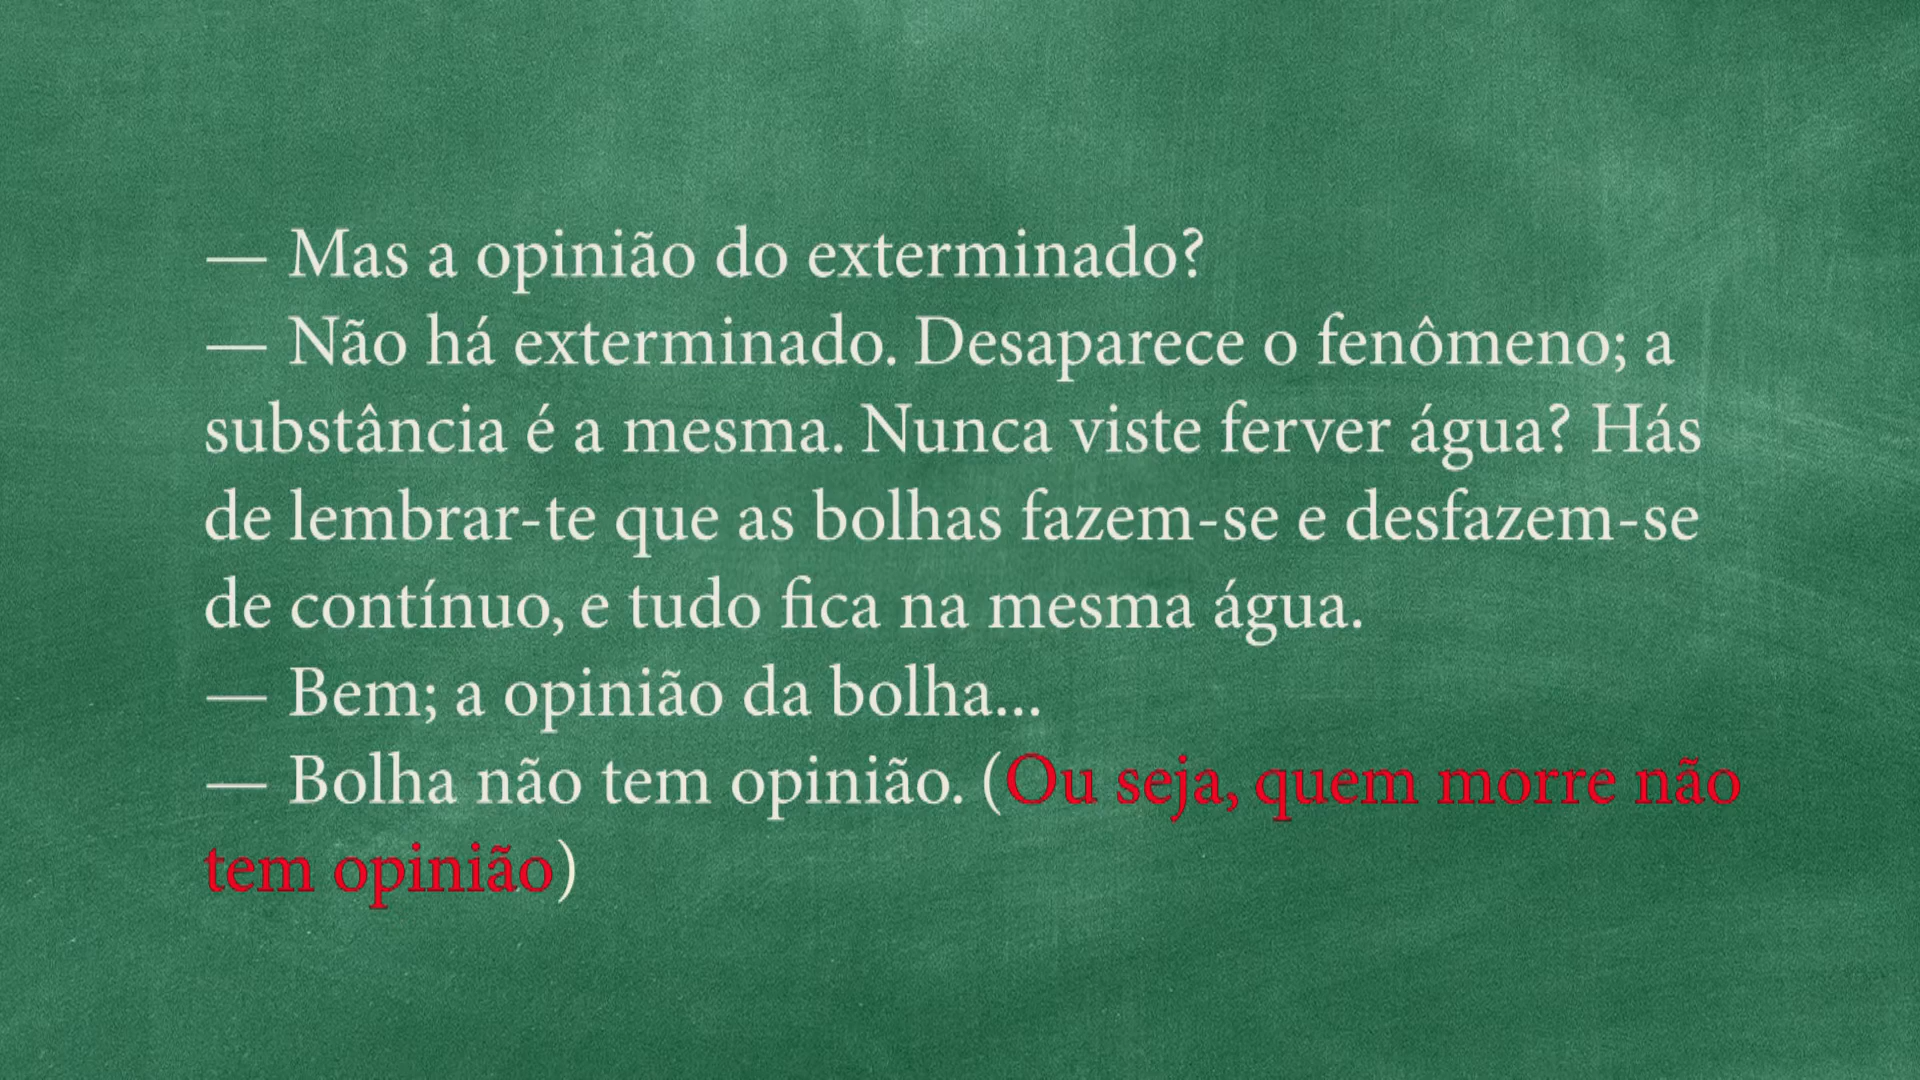 — Mas a opinião do exterminado?
— Não há exterminado. Desaparece o fenômeno; a
substância é a mesma. Nunca viste ferver água? Hás
de lembrar-te que as bolhas fazem-se e desfazem-se
de contínuo, e tudo fica na mesma água.
— Bem; a opinião da bolha...
— Bolha não tem opinião. (Ou seja, quem morre não
tem opinião)